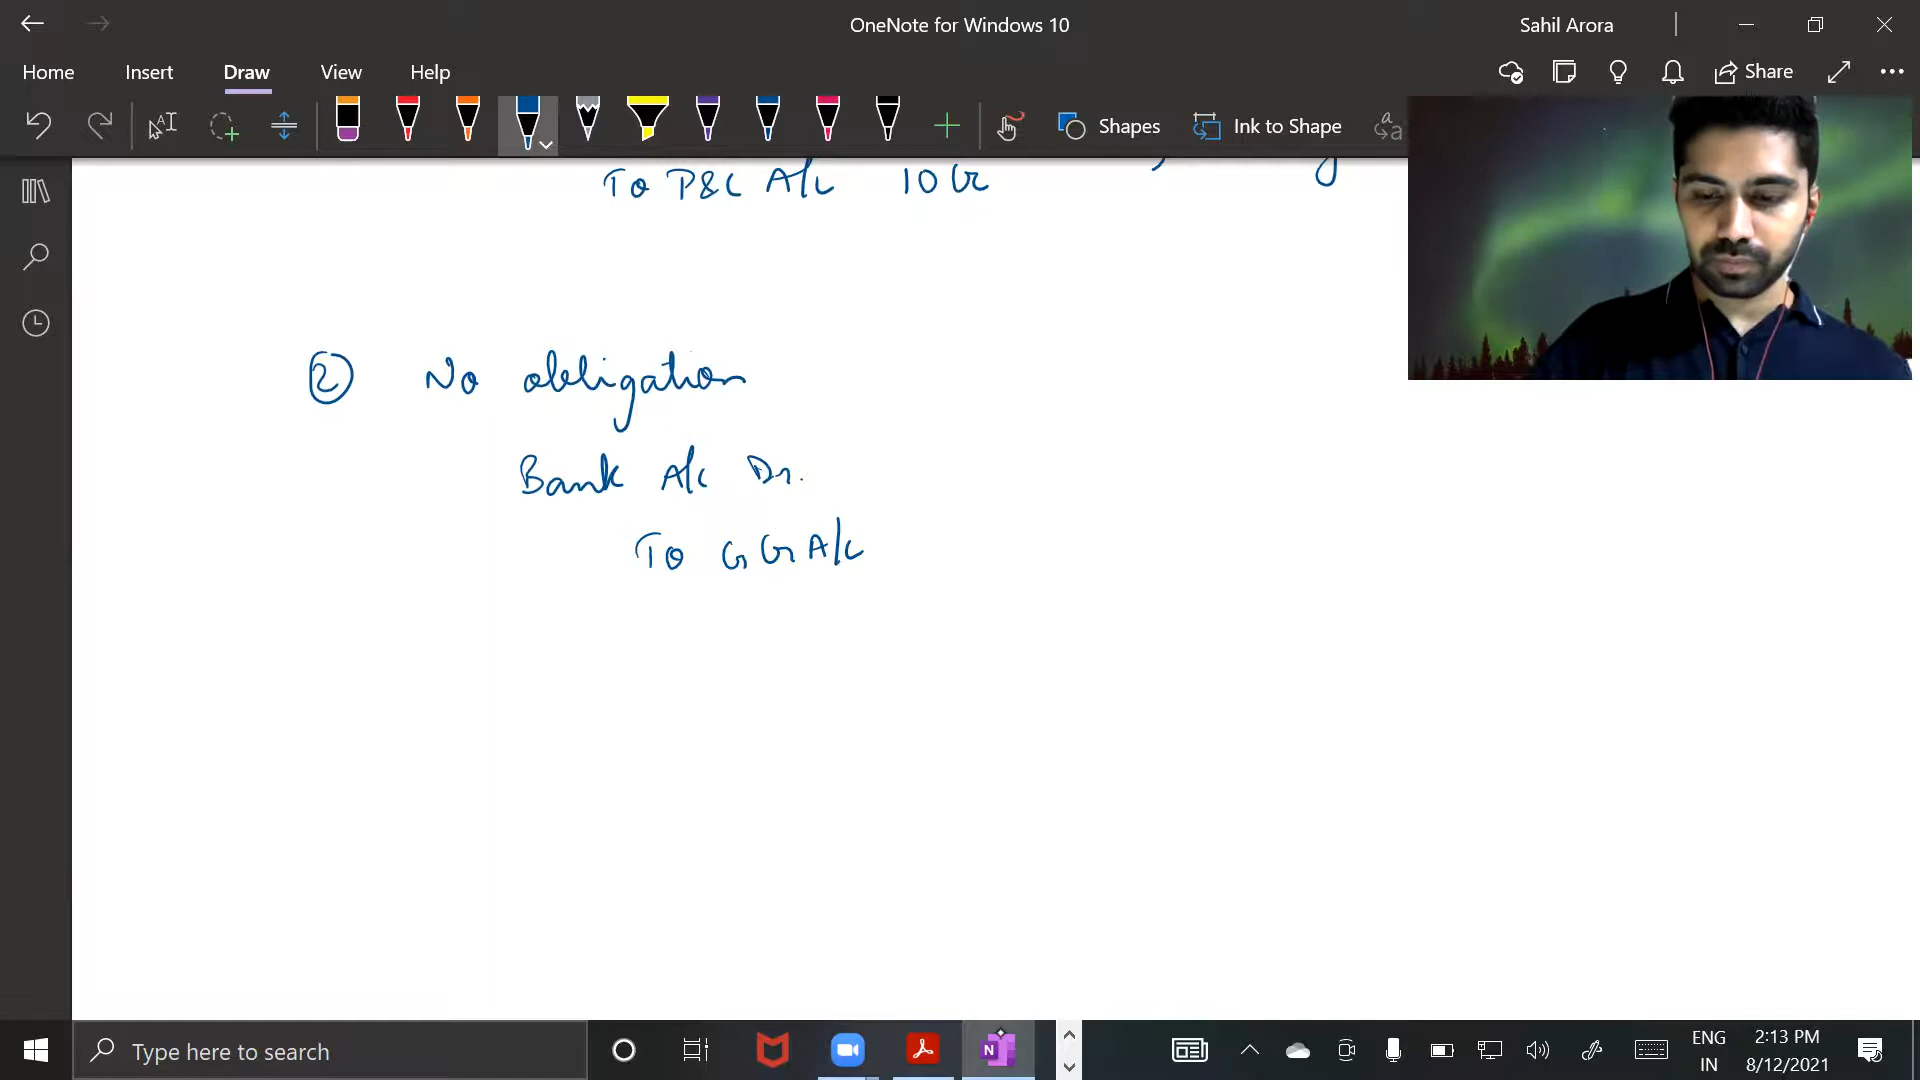 OneNote for Windows 10
Sahil Arora
Home Insert Draw View Help
Share
Shapes
Ink to Shape
To P&L A/c 10 Cr
② No obligation
Bank A/c Dr.
To GG A/c
Type here to search
ENG
IN
2:13 PM
8/12/2021